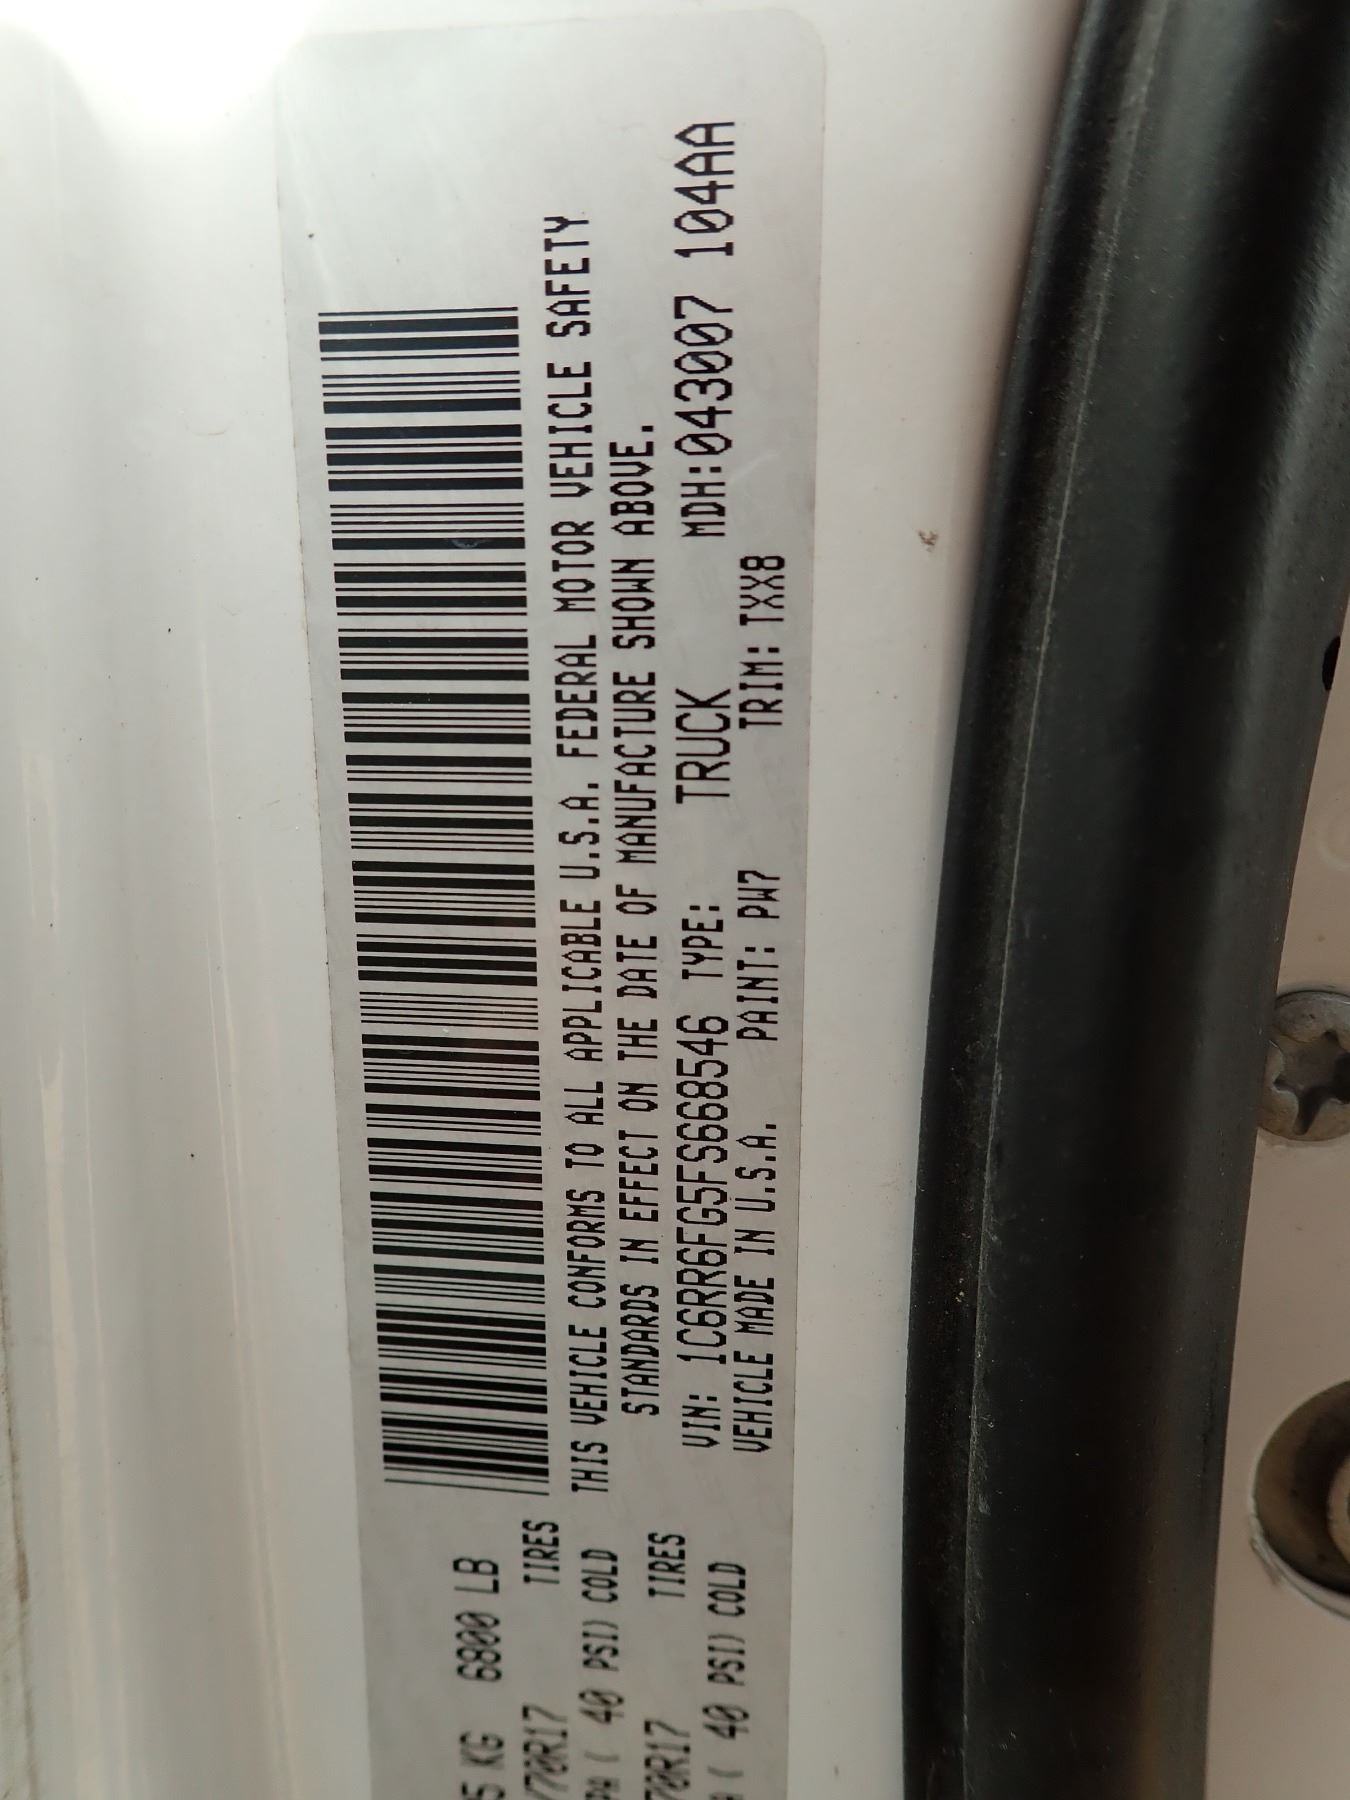 5 KG 6800 LB
/70R17 TIRES
PA ( 40 PSI) COLD
70R17 TIRES
A ( 40 PSI) COLD
THIS VEHICLE CONFORMS TO ALL APPLICABLE U.S.A. FEDERAL MOTOR VEHICLE SAFETY
STANDARDS IN EFFECT ON THE DATE OF MANUFACTURE SHOWN ABOVE.
VIN: 1C6RR6FG5FS668546 TYPE: TRUCK MDH:043007 104AA
VEHICLE MADE IN U.S.A. PAINT: PW7 TRIM: TXX8